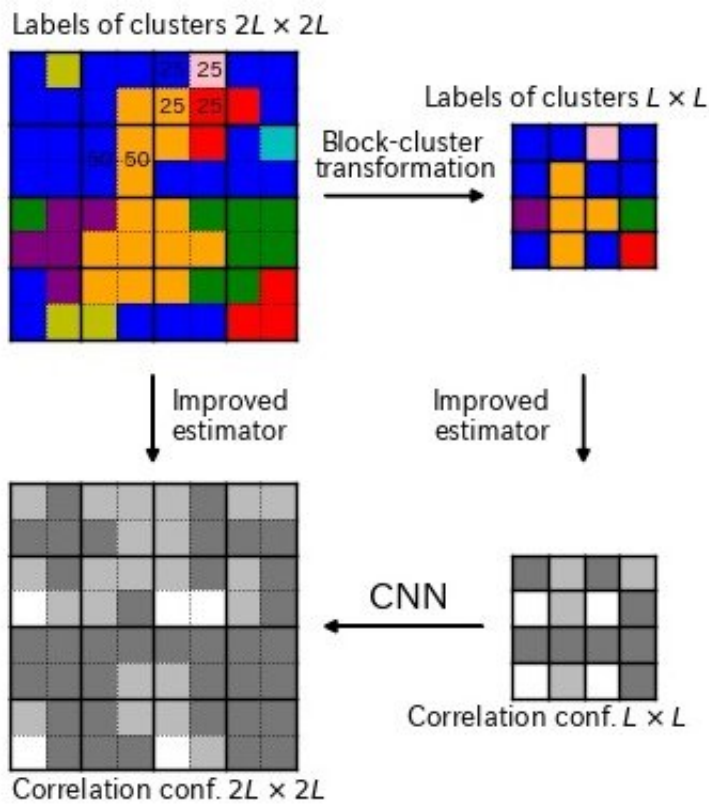 Labels of clusters 2L × 2L
25 25
25 25
50 50
Labels of clusters L × L
Block-cluster
transformation
Improved
estimator
Improved
estimator
CNN
Correlation conf. L × L
Correlation conf. 2L × 2L